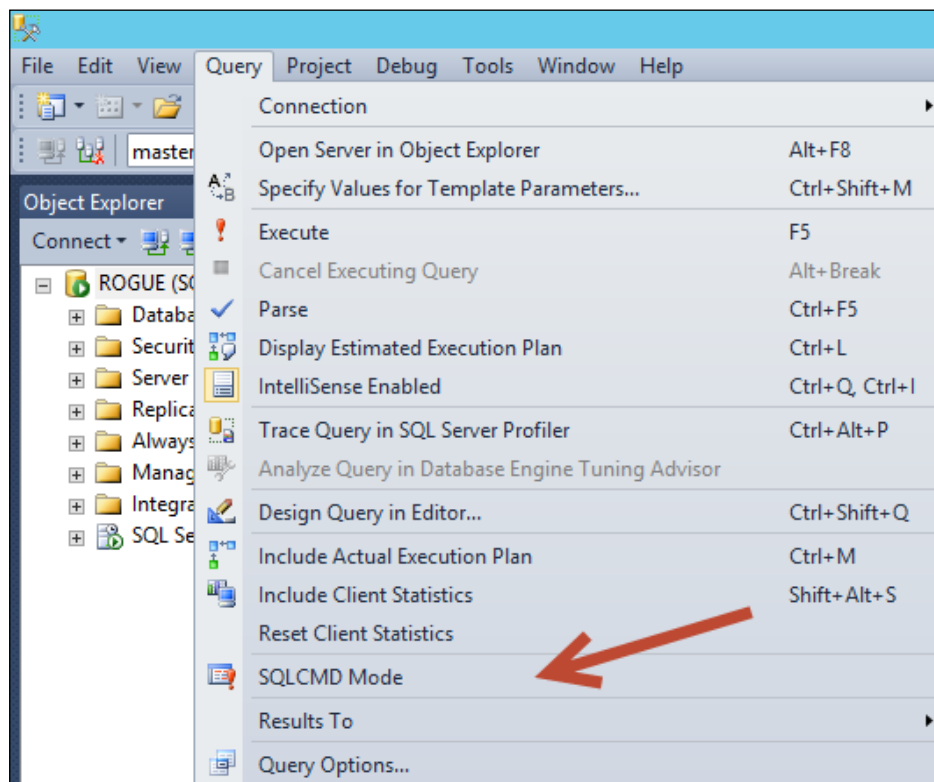 File Edit View Query Project Debug Tools Window Help
master
Object Explorer
Connect
ROGUE (SQ
Databa
Securit
Server
Replica
Always
Manag
Integra
SQL Se
Connection
Open Server in Object Explorer Alt+F8
Specify Values for Template Parameters... Ctrl+Shift+M
Execute F5
Cancel Executing Query Alt+Break
Parse Ctrl+F5
Display Estimated Execution Plan Ctrl+L
IntelliSense Enabled Ctrl+Q, Ctrl+I
Trace Query in SQL Server Profiler Ctrl+Alt+P
Analyze Query in Database Engine Tuning Advisor
Design Query in Editor... Ctrl+Shift+Q
Include Actual Execution Plan Ctrl+M
Include Client Statistics Shift+Alt+S
Reset Client Statistics
SQLCMD Mode
Results To
Query Options...